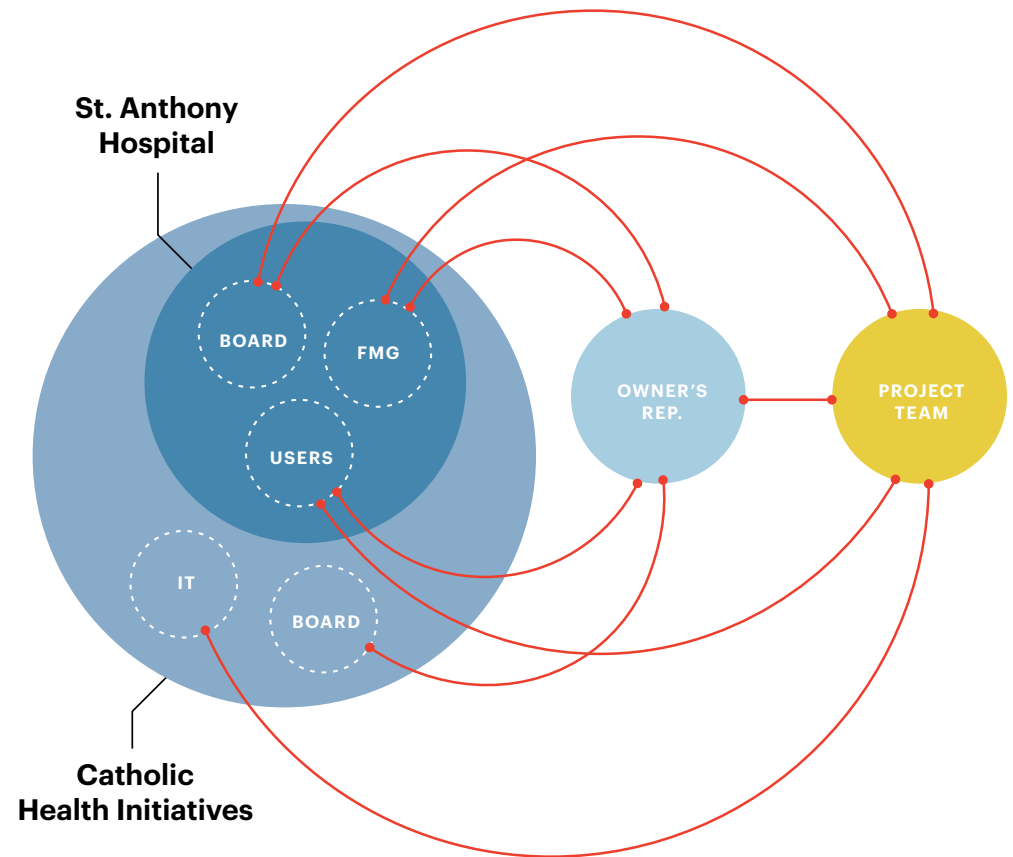 St. Anthony
Hospital
BOARD
FMG
USERS
IT
BOARD
OWNER'S
REP.
PROJECT
TEAM
Catholic
Health Initiatives